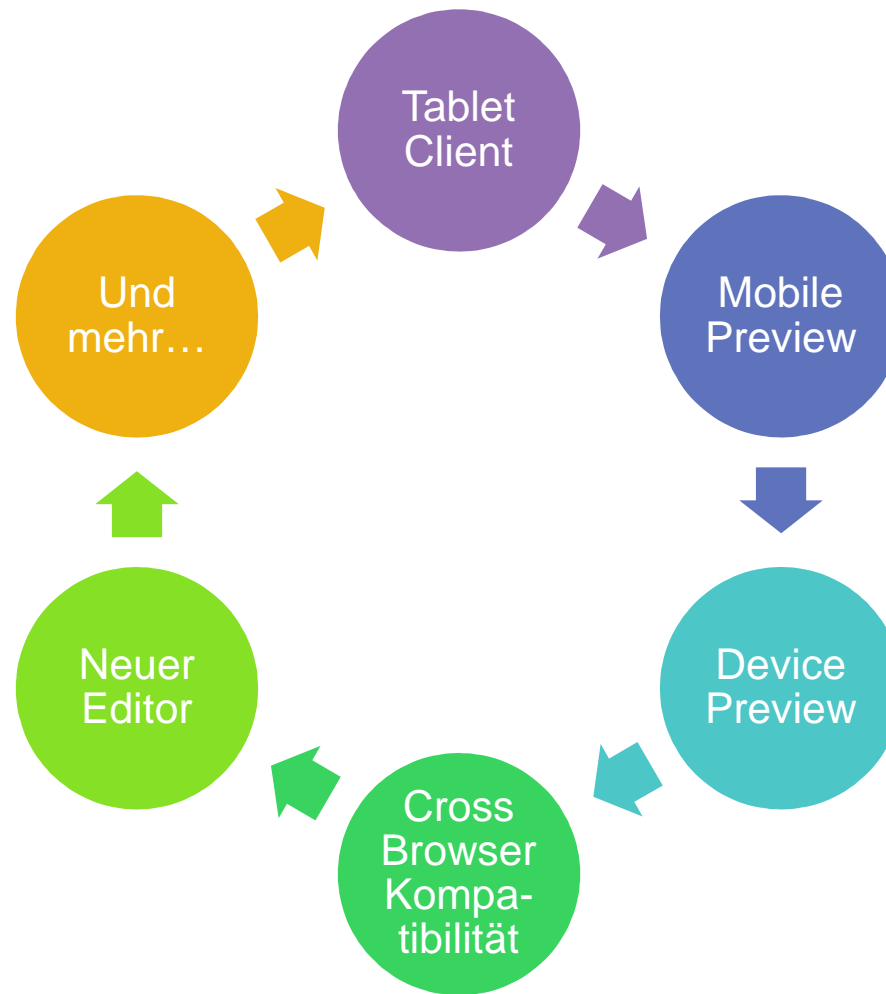 Tablet
Client
Mobile
Preview
Device
Preview
Cross
Browser
Kompa-
tibilität
Neuer
Editor
Und
mehr…